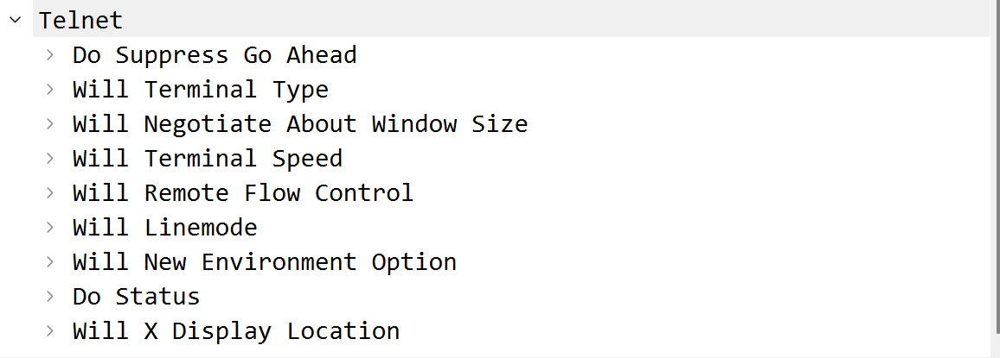 Telnet
Do Suppress Go Ahead
Will Terminal Type
Will Negotiate About Window Size
Will Terminal Speed
Will Remote Flow Control
Will Linemode
Will New Environment Option
Do Status
Will X Display Location